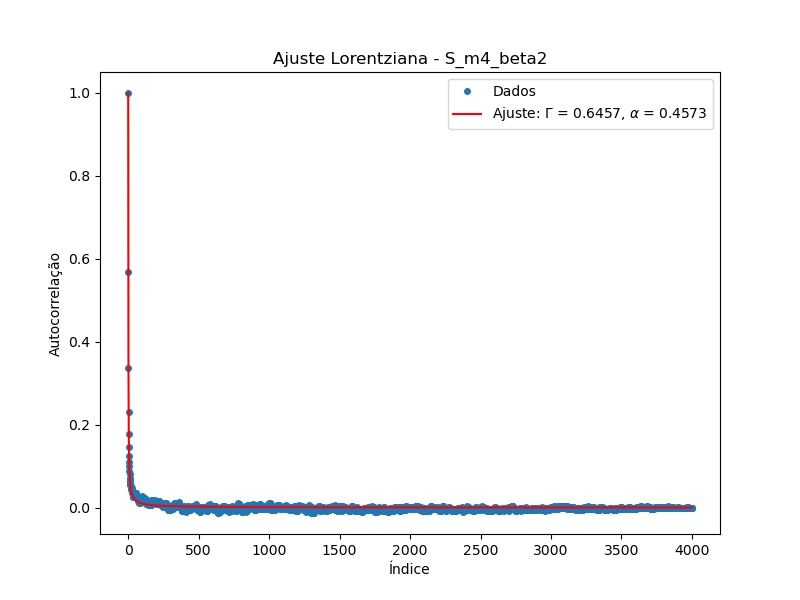 Ajuste Lorentziana - S_m4_beta2
Dados
Ajuste: Γ = 0.6457, α = 0.4573
1.0
0.8
0.6
0.4
0.2
0.0
Autocorrelação
0 500 1000 1500 2000 2500 3000 3500 4000
Índice